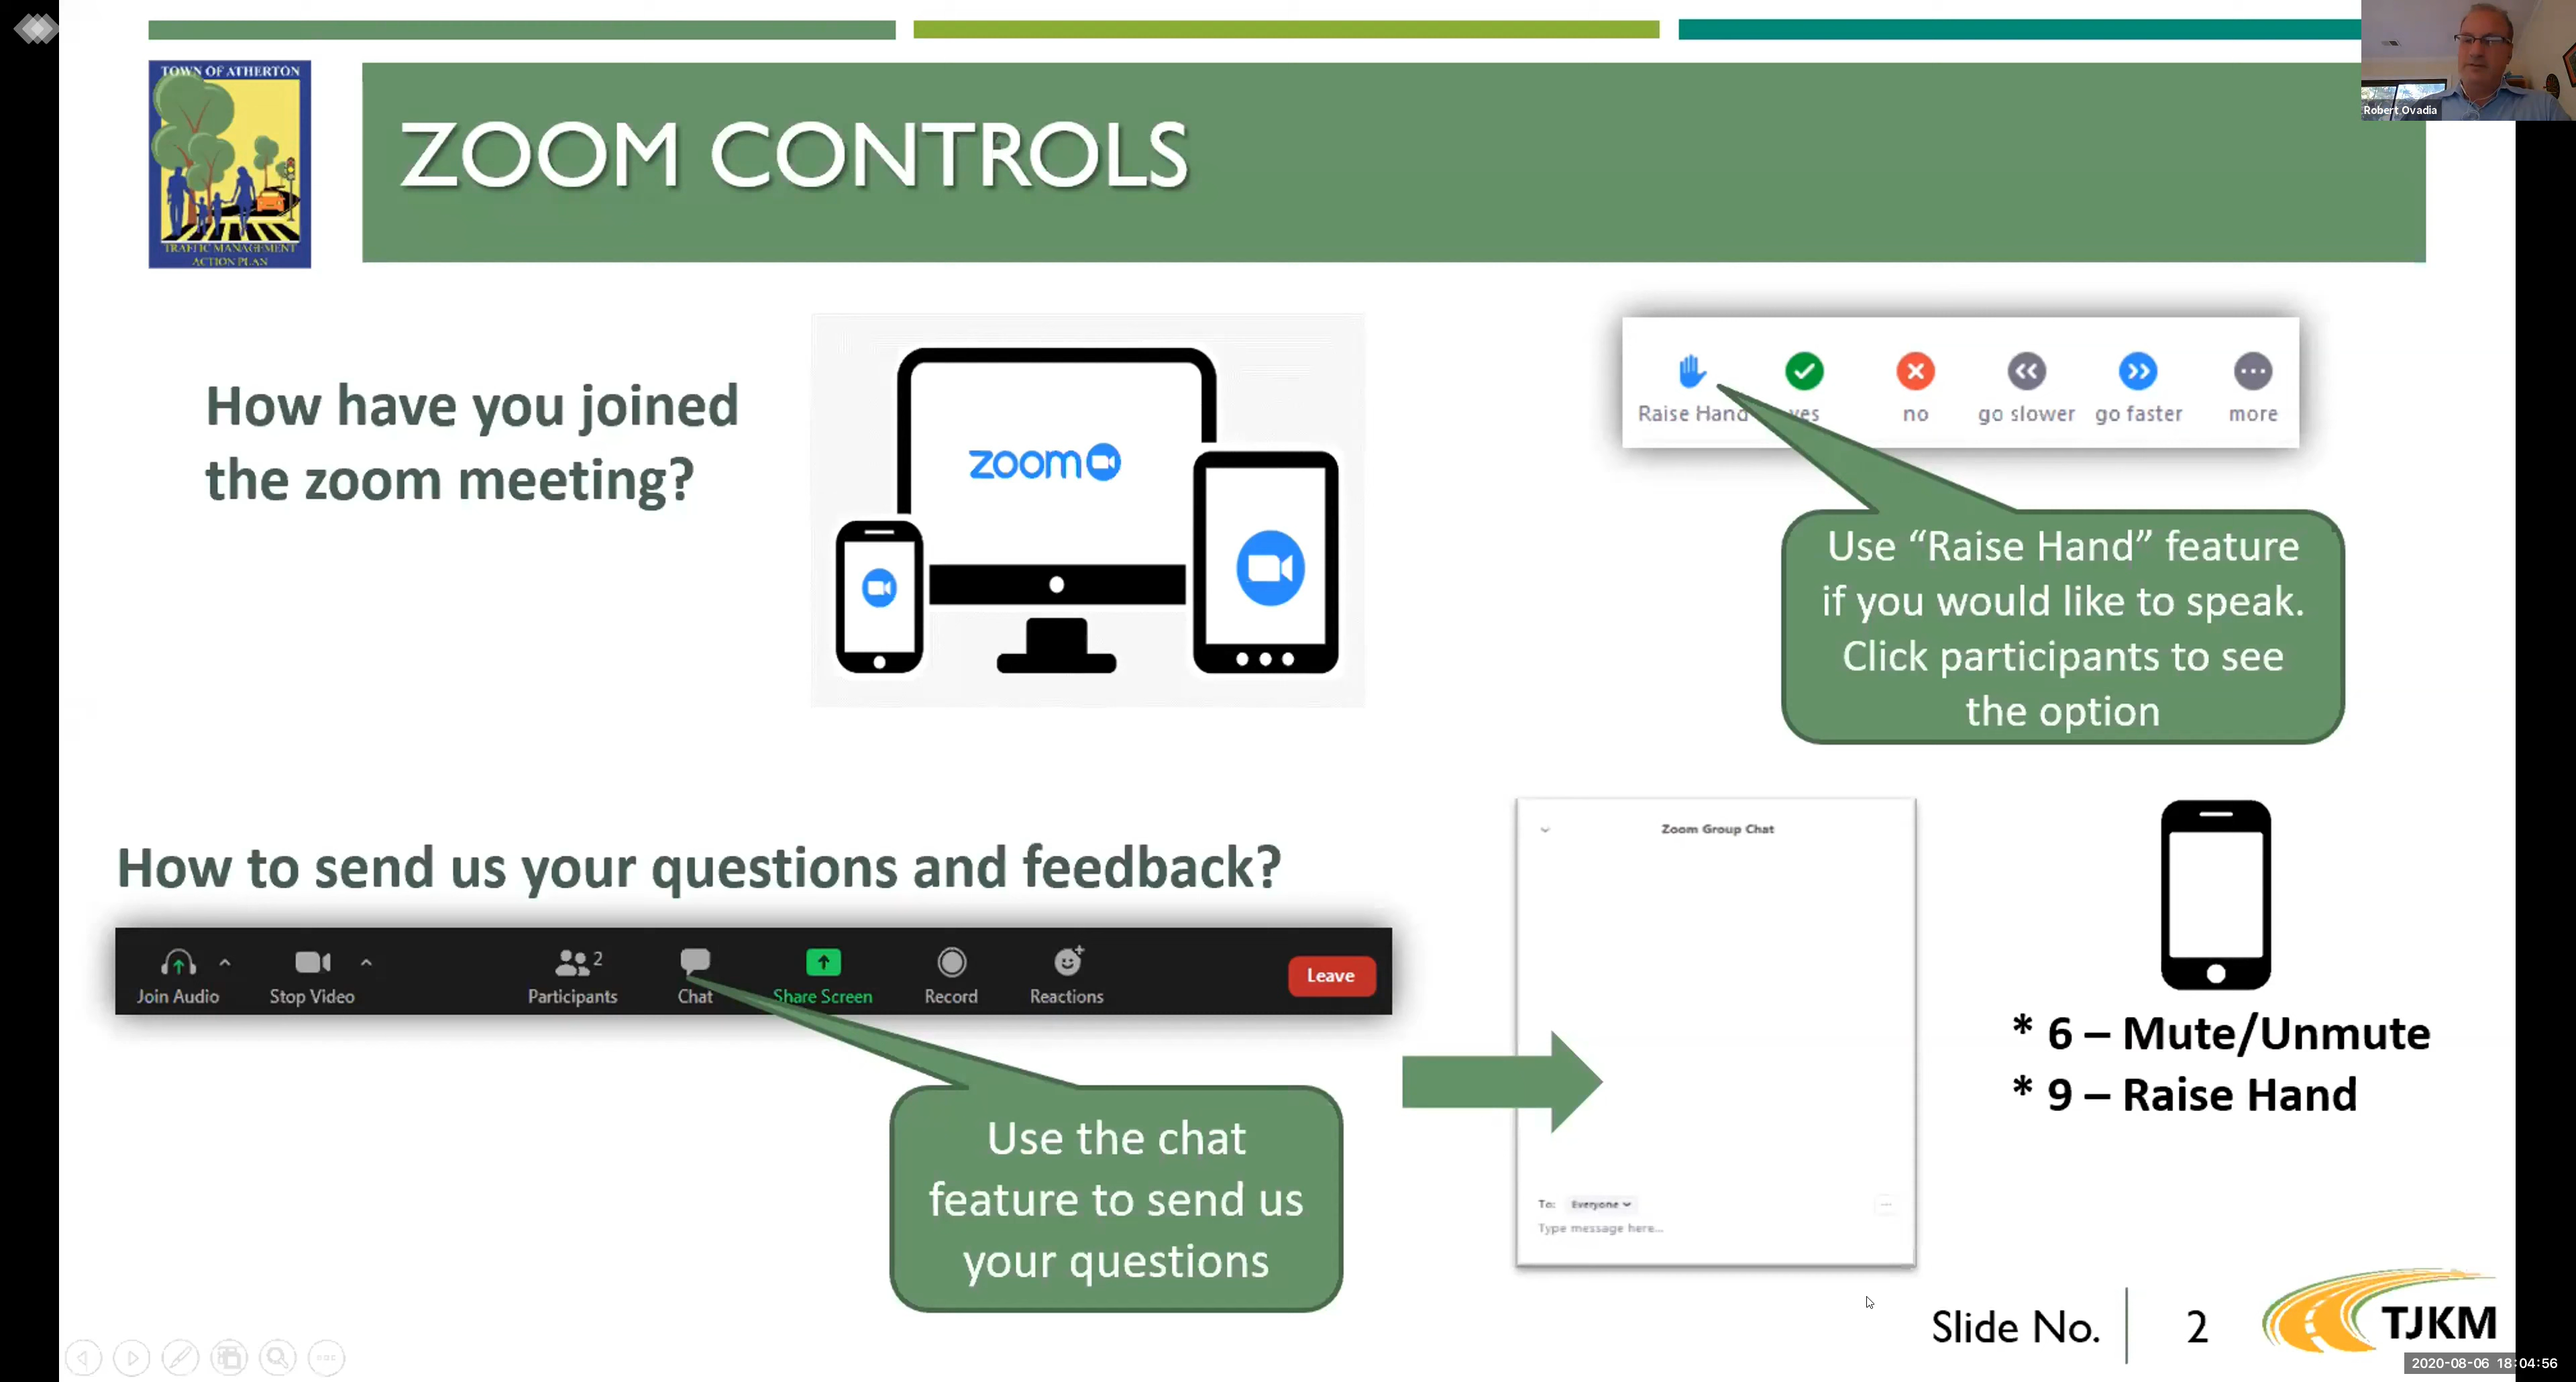 TOWN OF ATHERTON
TRAFFIC MANAGEMENT
ACTION PLAN
ZOOM CONTROLS
Robert Ovadia
How have you joined
the zoom meeting?
zoom
Raise Hand
yes
no
go slower
go faster
more
Use “Raise Hand” feature
if you would like to speak.
Click participants to see
the option
How to send us your questions and feedback?
Join Audio
Stop Video
2
Participants
Chat
Share Screen
Record
Reactions
Leave
Use the chat
feature to send us
your questions
Zoom Group Chat
To: Everyone
Type message here...
* 6 – Mute/Unmute
* 9 – Raise Hand
Slide No. 2
TJKM
2020-08-06 18:04:56